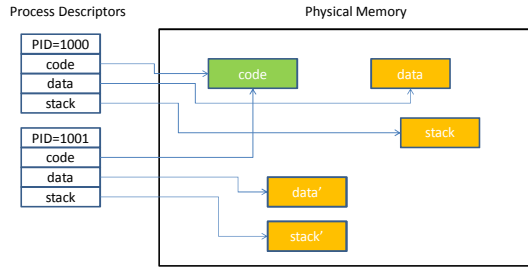 Process Descriptors
Physical Memory
PID=1000
code
data
stack
PID=1001
code
data
stack
code
data
stack
data’
stack’